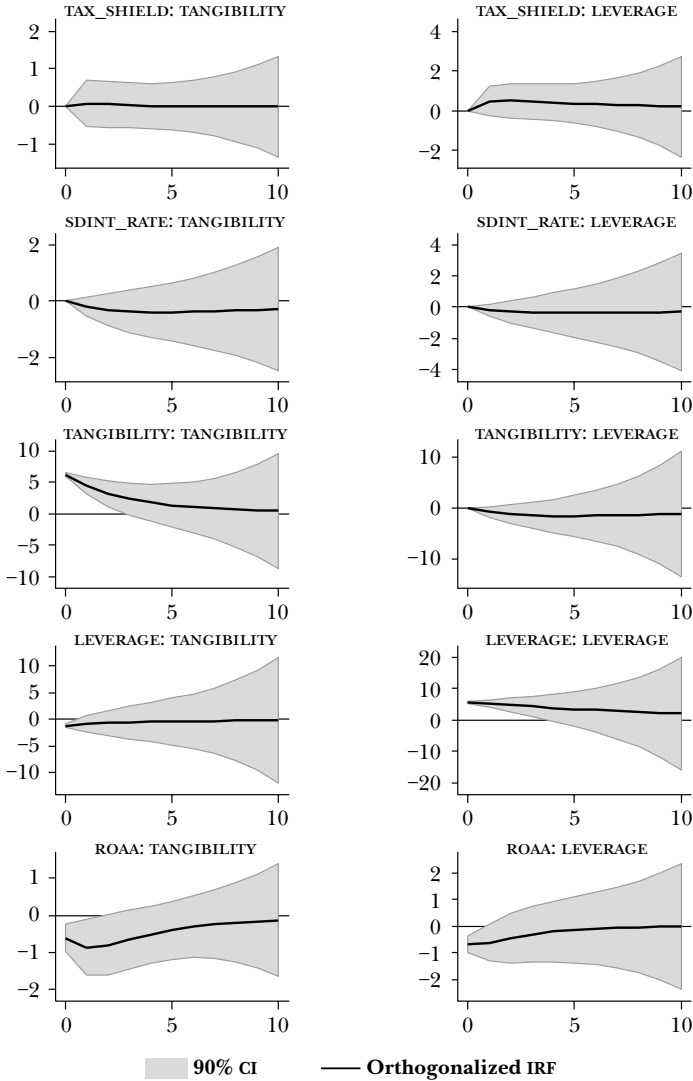 TAX_SHIELD: TANGIBILITY
2
1
0
−1
0 5 10
TAX_SHIELD: LEVERAGE
4
2
0
−2
0 5 10
SDINT_RATE: TANGIBILITY
2
0
−2
0 5 10
SDINT_RATE: LEVERAGE
4
2
0
−2
−4
0 5 10
TANGIBILITY: TANGIBILITY
10
5
0
−5
−10
0 5 10
TANGIBILITY: LEVERAGE
10
0
−10
0 5 10
LEVERAGE: TANGIBILITY
10
5
0
−5
−10
0 5 10
LEVERAGE: LEVERAGE
20
10
0
−10
−20
0 5 10
ROAA: TANGIBILITY
1
0
−1
−2
0 5 10
ROAA: LEVERAGE
2
1
0
−1
−2
0 5 10
90% CI Orthogonalized IRF